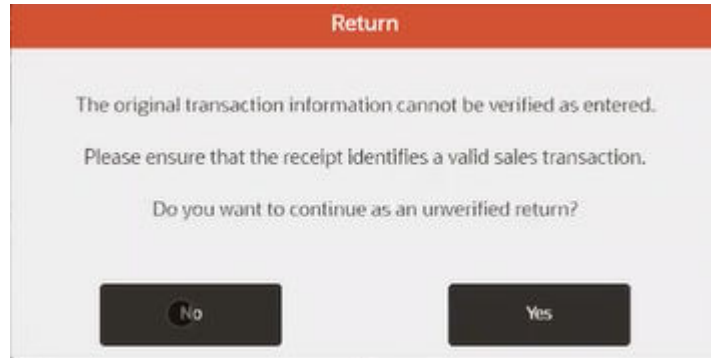 Return
The original transaction information cannot be verified as entered.
Please ensure that the receipt identifies a valid sales transaction.
Do you want to continue as an unverified return?
No
Yes